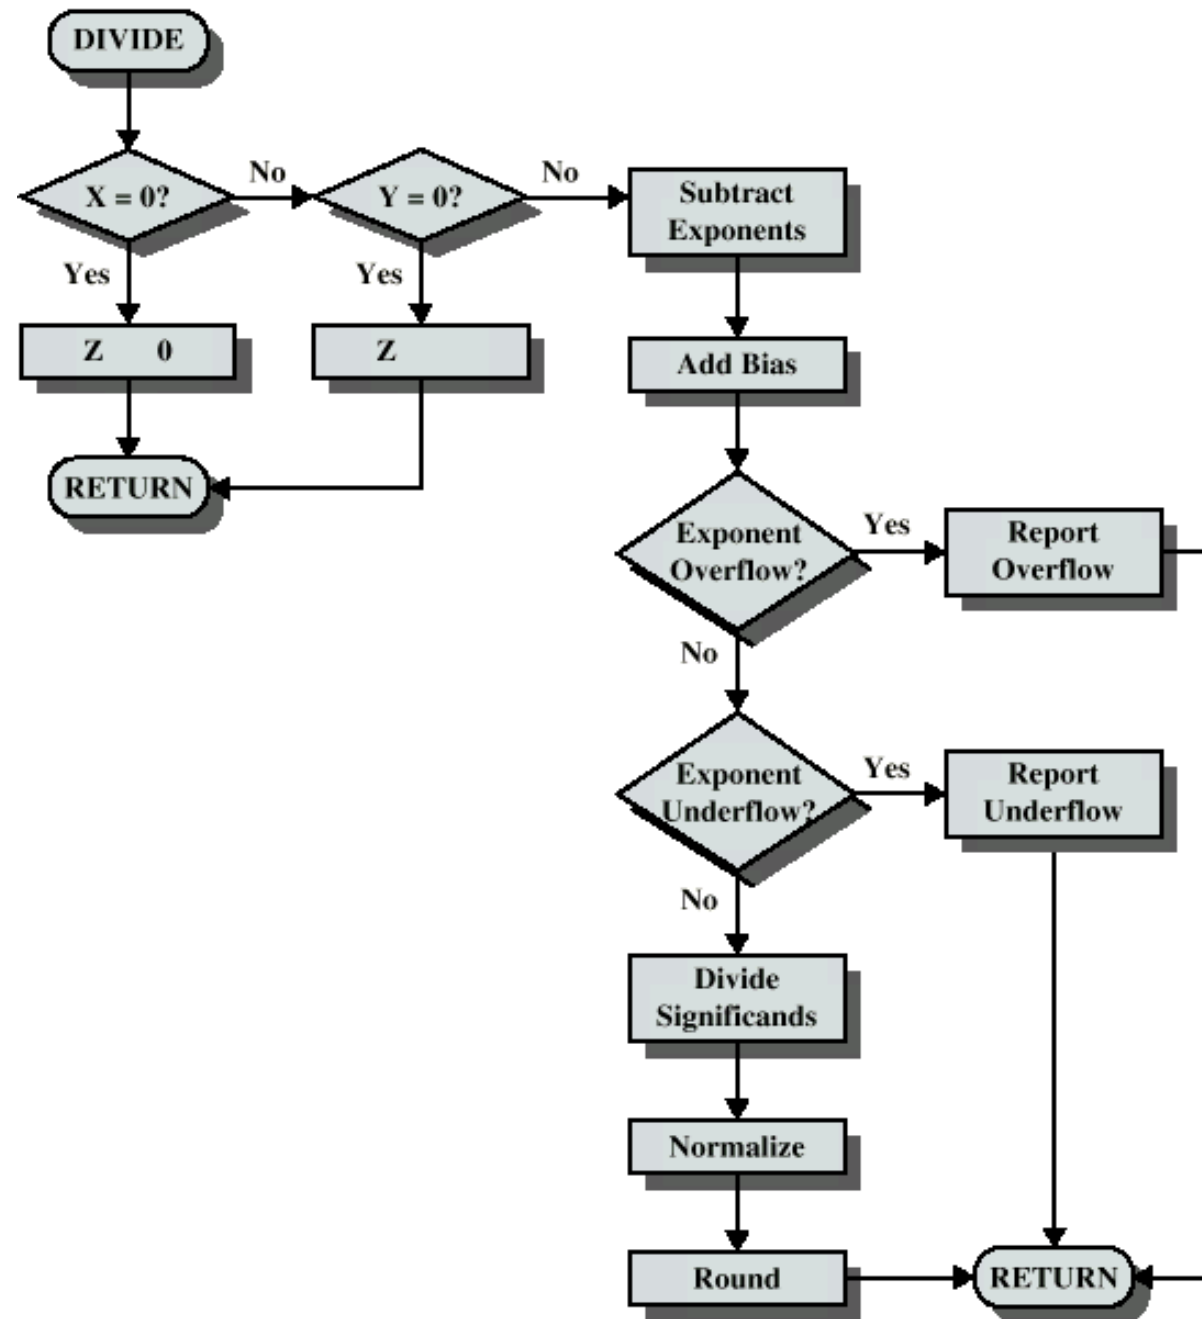 DIVIDE
X = 0?
No
Y = 0?
No
Subtract
Exponents
Yes
Yes
Z 0
Z
Add Bias
RETURN
Exponent
Overflow?
Yes
Report
Overflow
No
Exponent
Underflow?
Yes
Report
Underflow
No
Divide
Significands
Normalize
Round
RETURN